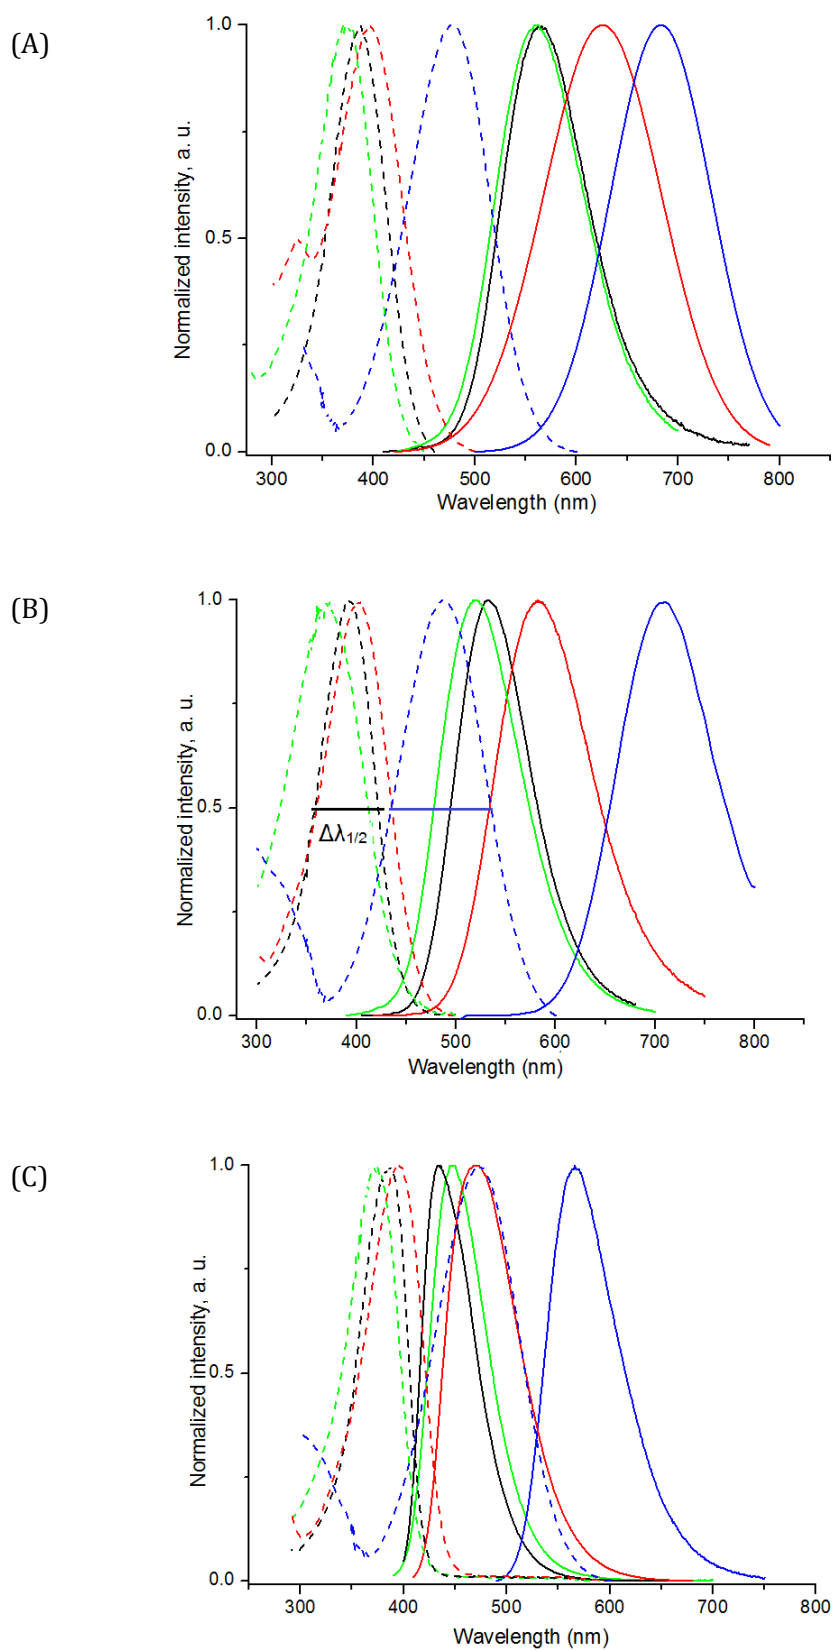 (A)
Normalized intensity, a. u.
1.0
0.5
0.0
300 400 500 600 700 800
Wavelength (nm)
(B)
Normalized intensity, a. u.
1.0
0.5
0.0
Δλ1/2
300 400 500 600 700 800
Wavelength (nm)
(C)
Normalized intensity, a. u.
1.0
0.5
0.0
300 400 500 600 700 800
Wavelength (nm)